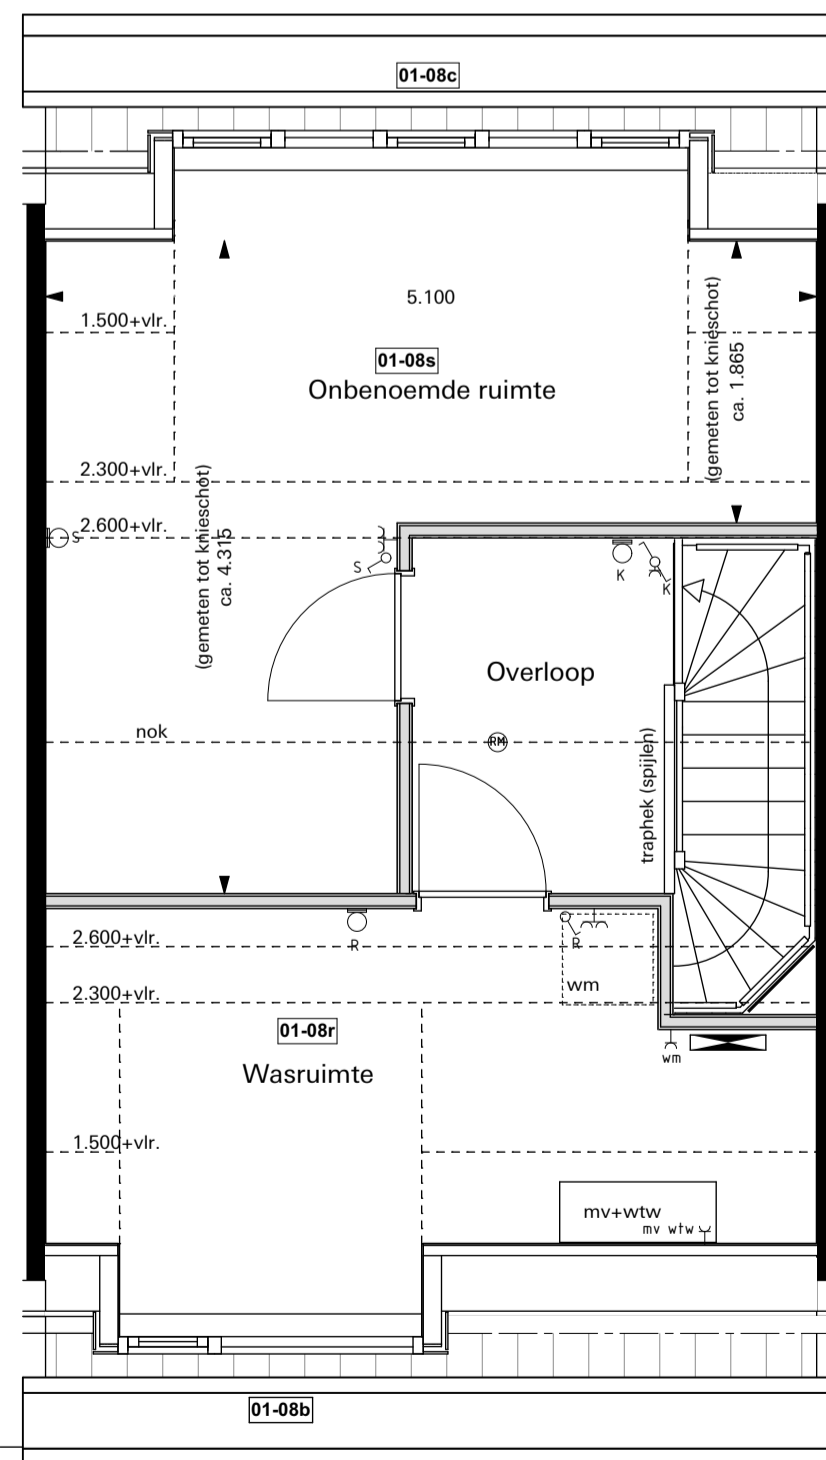 01-08c
5.100
1.500+vlr.
01-08s
Onbenoemde ruimte
(gemeten tot knieschot)
ca. 1.865
2.300+vlr.
2.600+vlr.
S
(gemeten tot knieschot)
ca. 4.315
S
K
K
Overloop
nok
RM
traphek (spijlen)
R
R
2.600+vlr.
wm
2.300+vlr.
01-08r
wm
Wasruimte
1.500+vlr.
mv+wtw
mv wtw
01-08b